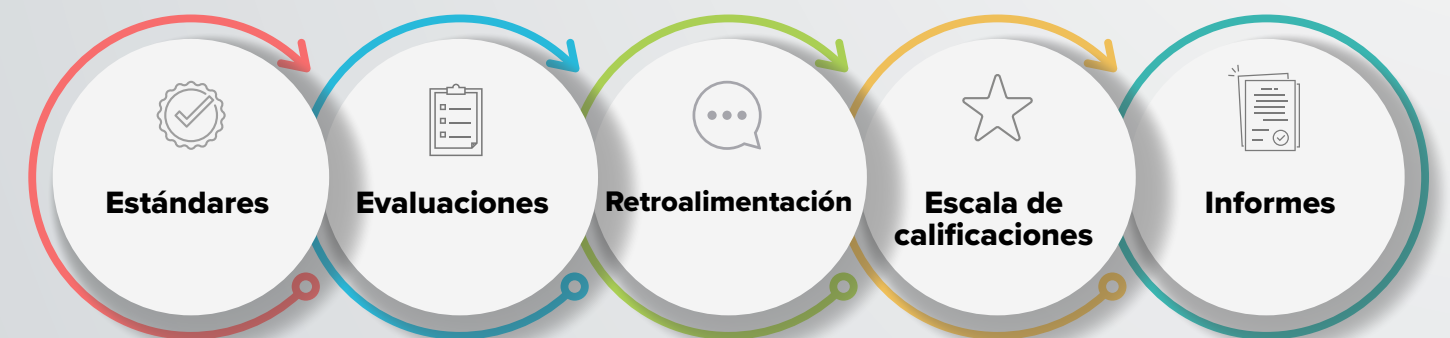 Estándares
Evaluaciones
Retroalimentación
Escala de
calificaciones
Informes